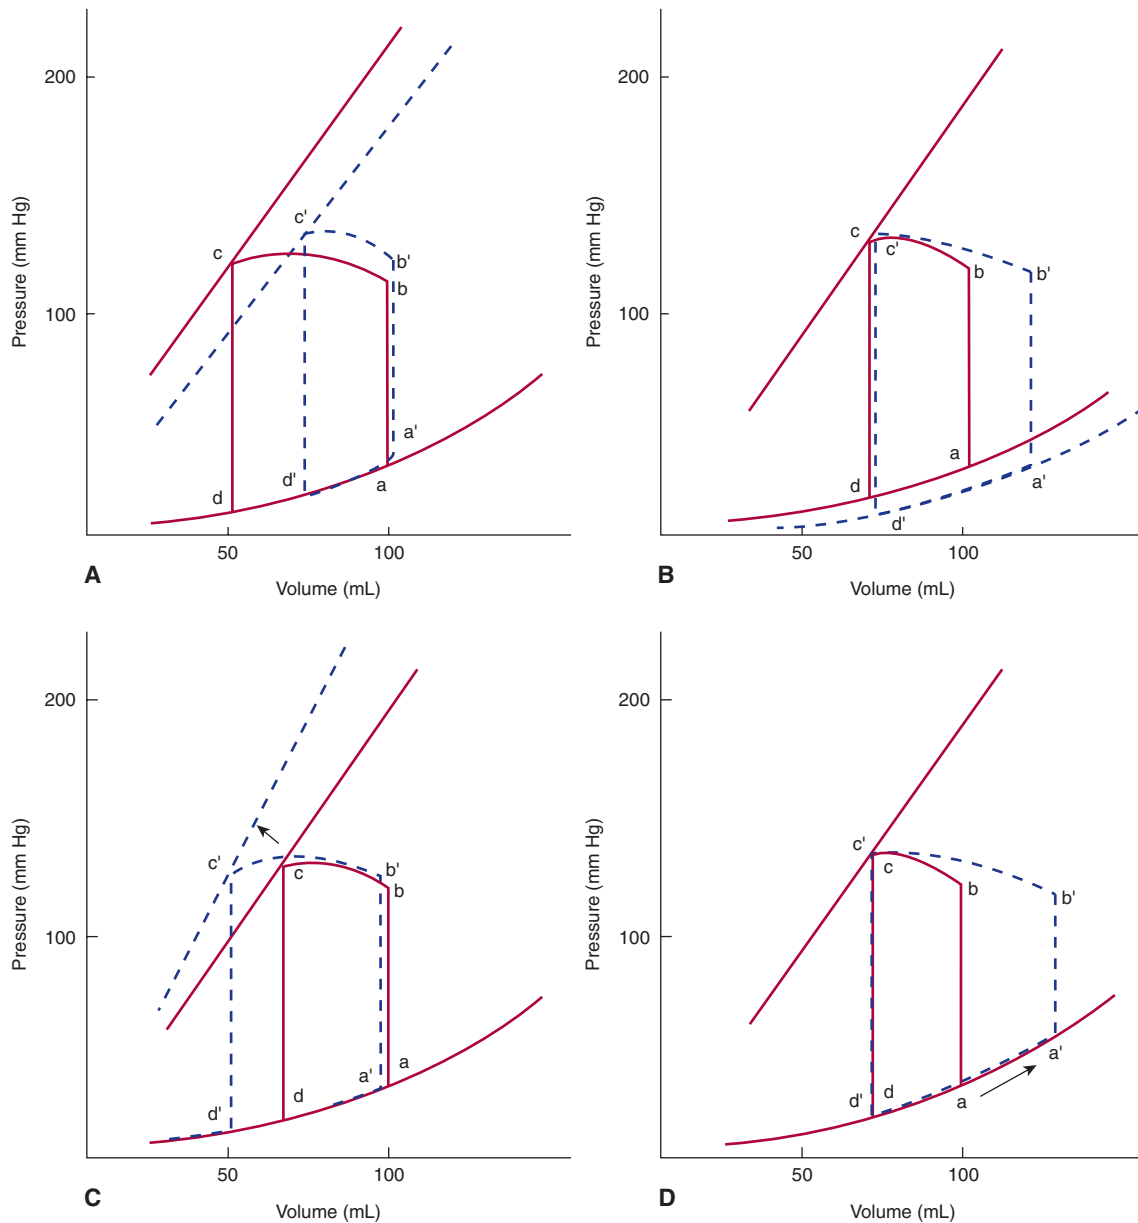 200
100
Pressure (mm Hg)
c
c'
b'
b
a'
a
d'
d
50
100
Volume (mL)
A
200
100
Pressure (mm Hg)
c
c'
b
b'
a
a'
d
d'
50
100
Volume (mL)
B
200
100
Pressure (mm Hg)
c'
c
b'
b
a
a'
d
d'
50
100
Volume (mL)
C
200
100
Pressure (mm Hg)
c'
c
b
b'
a'
a
d
d'
50
100
Volume (mL)
D